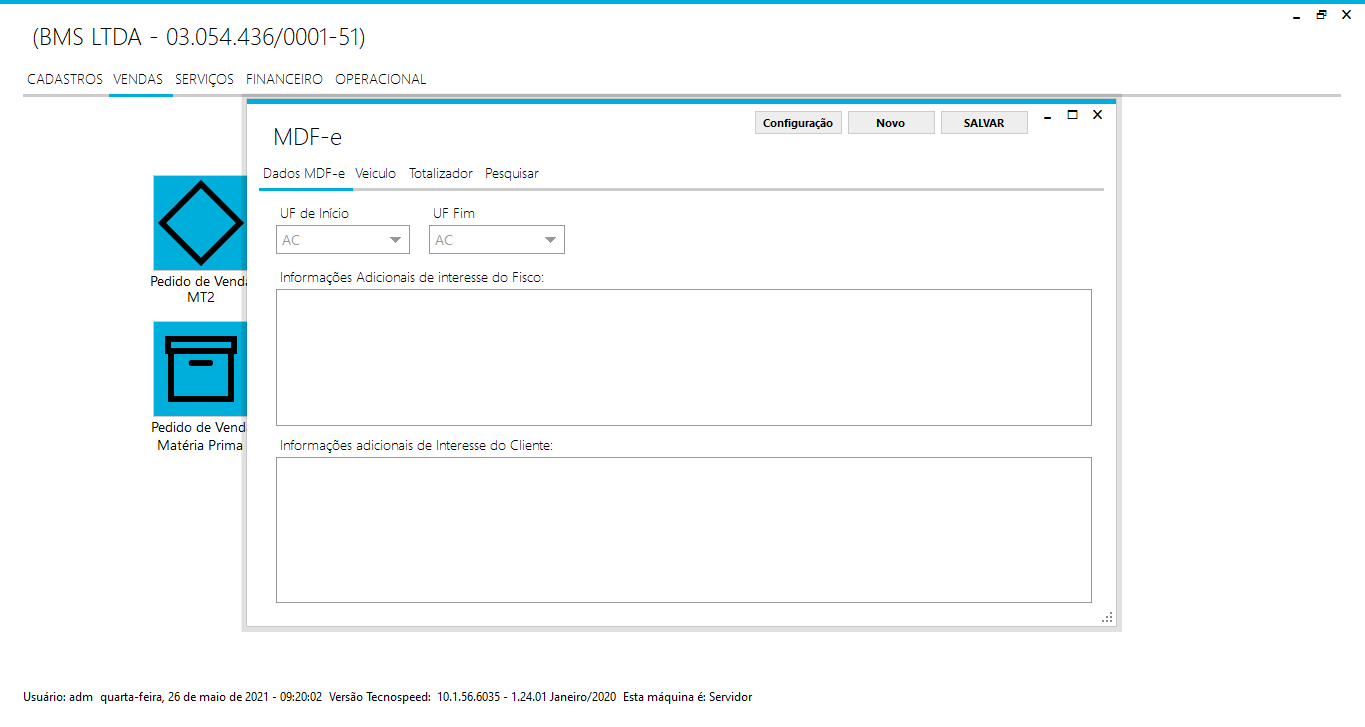 (BMS LTDA - 03.054.436/0001-51)
CADASTROS VENDAS SERVIÇOS FINANCEIRO OPERACIONAL
MDF-e
Configuração Novo SALVAR
Dados MDF-e Veiculo Totalizador Pesquisar
UF de Início UF Fim
AC AC
Informações Adicionais de interesse do Fisco:
Informações adicionais de Interesse do Cliente:
Pedido de Venda
MT2
Pedido de Vend
Matéria Prima
Usuário: adm quarta-feira, 26 de maio de 2021 - 09:20:02 Versão Tecnospeed: 10.1.56.6035 - 1.24.01 Janeiro/2020 Esta máquina é: Servidor